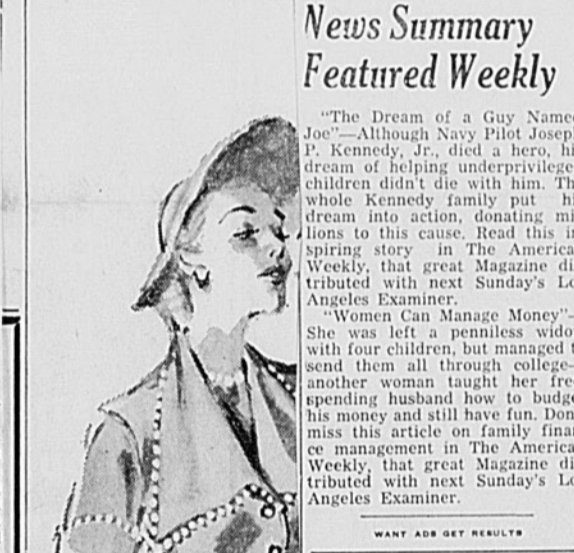 News Summary
Featured Weekly
"The Dream of a Guy Name
Joe"—Although Navy Pilot Josep
P. Kennedy, Jr., died a hero, hi
dream of helping underprivilege
children didn't die with him. Th
whole Kennedy family put hi
dream into action, donating mi
lions to this cause. Read this in
spiring story in The America
Weekly, that great Magazine di
tributed with next Sunday's Lo
Angeles Examiner.
"Women Can Manage Money"—
She was left a penniless wido
with four children, but managed t
send them all through college—
another woman taught her fre
spending husband how to budge
his money and still have fun. Don
miss this article on family finan
ce management in The America
Weekly, that great Magazine di
tributed with next Sunday's Lo
Angeles Examiner.
WANT ADS GET RESULTS